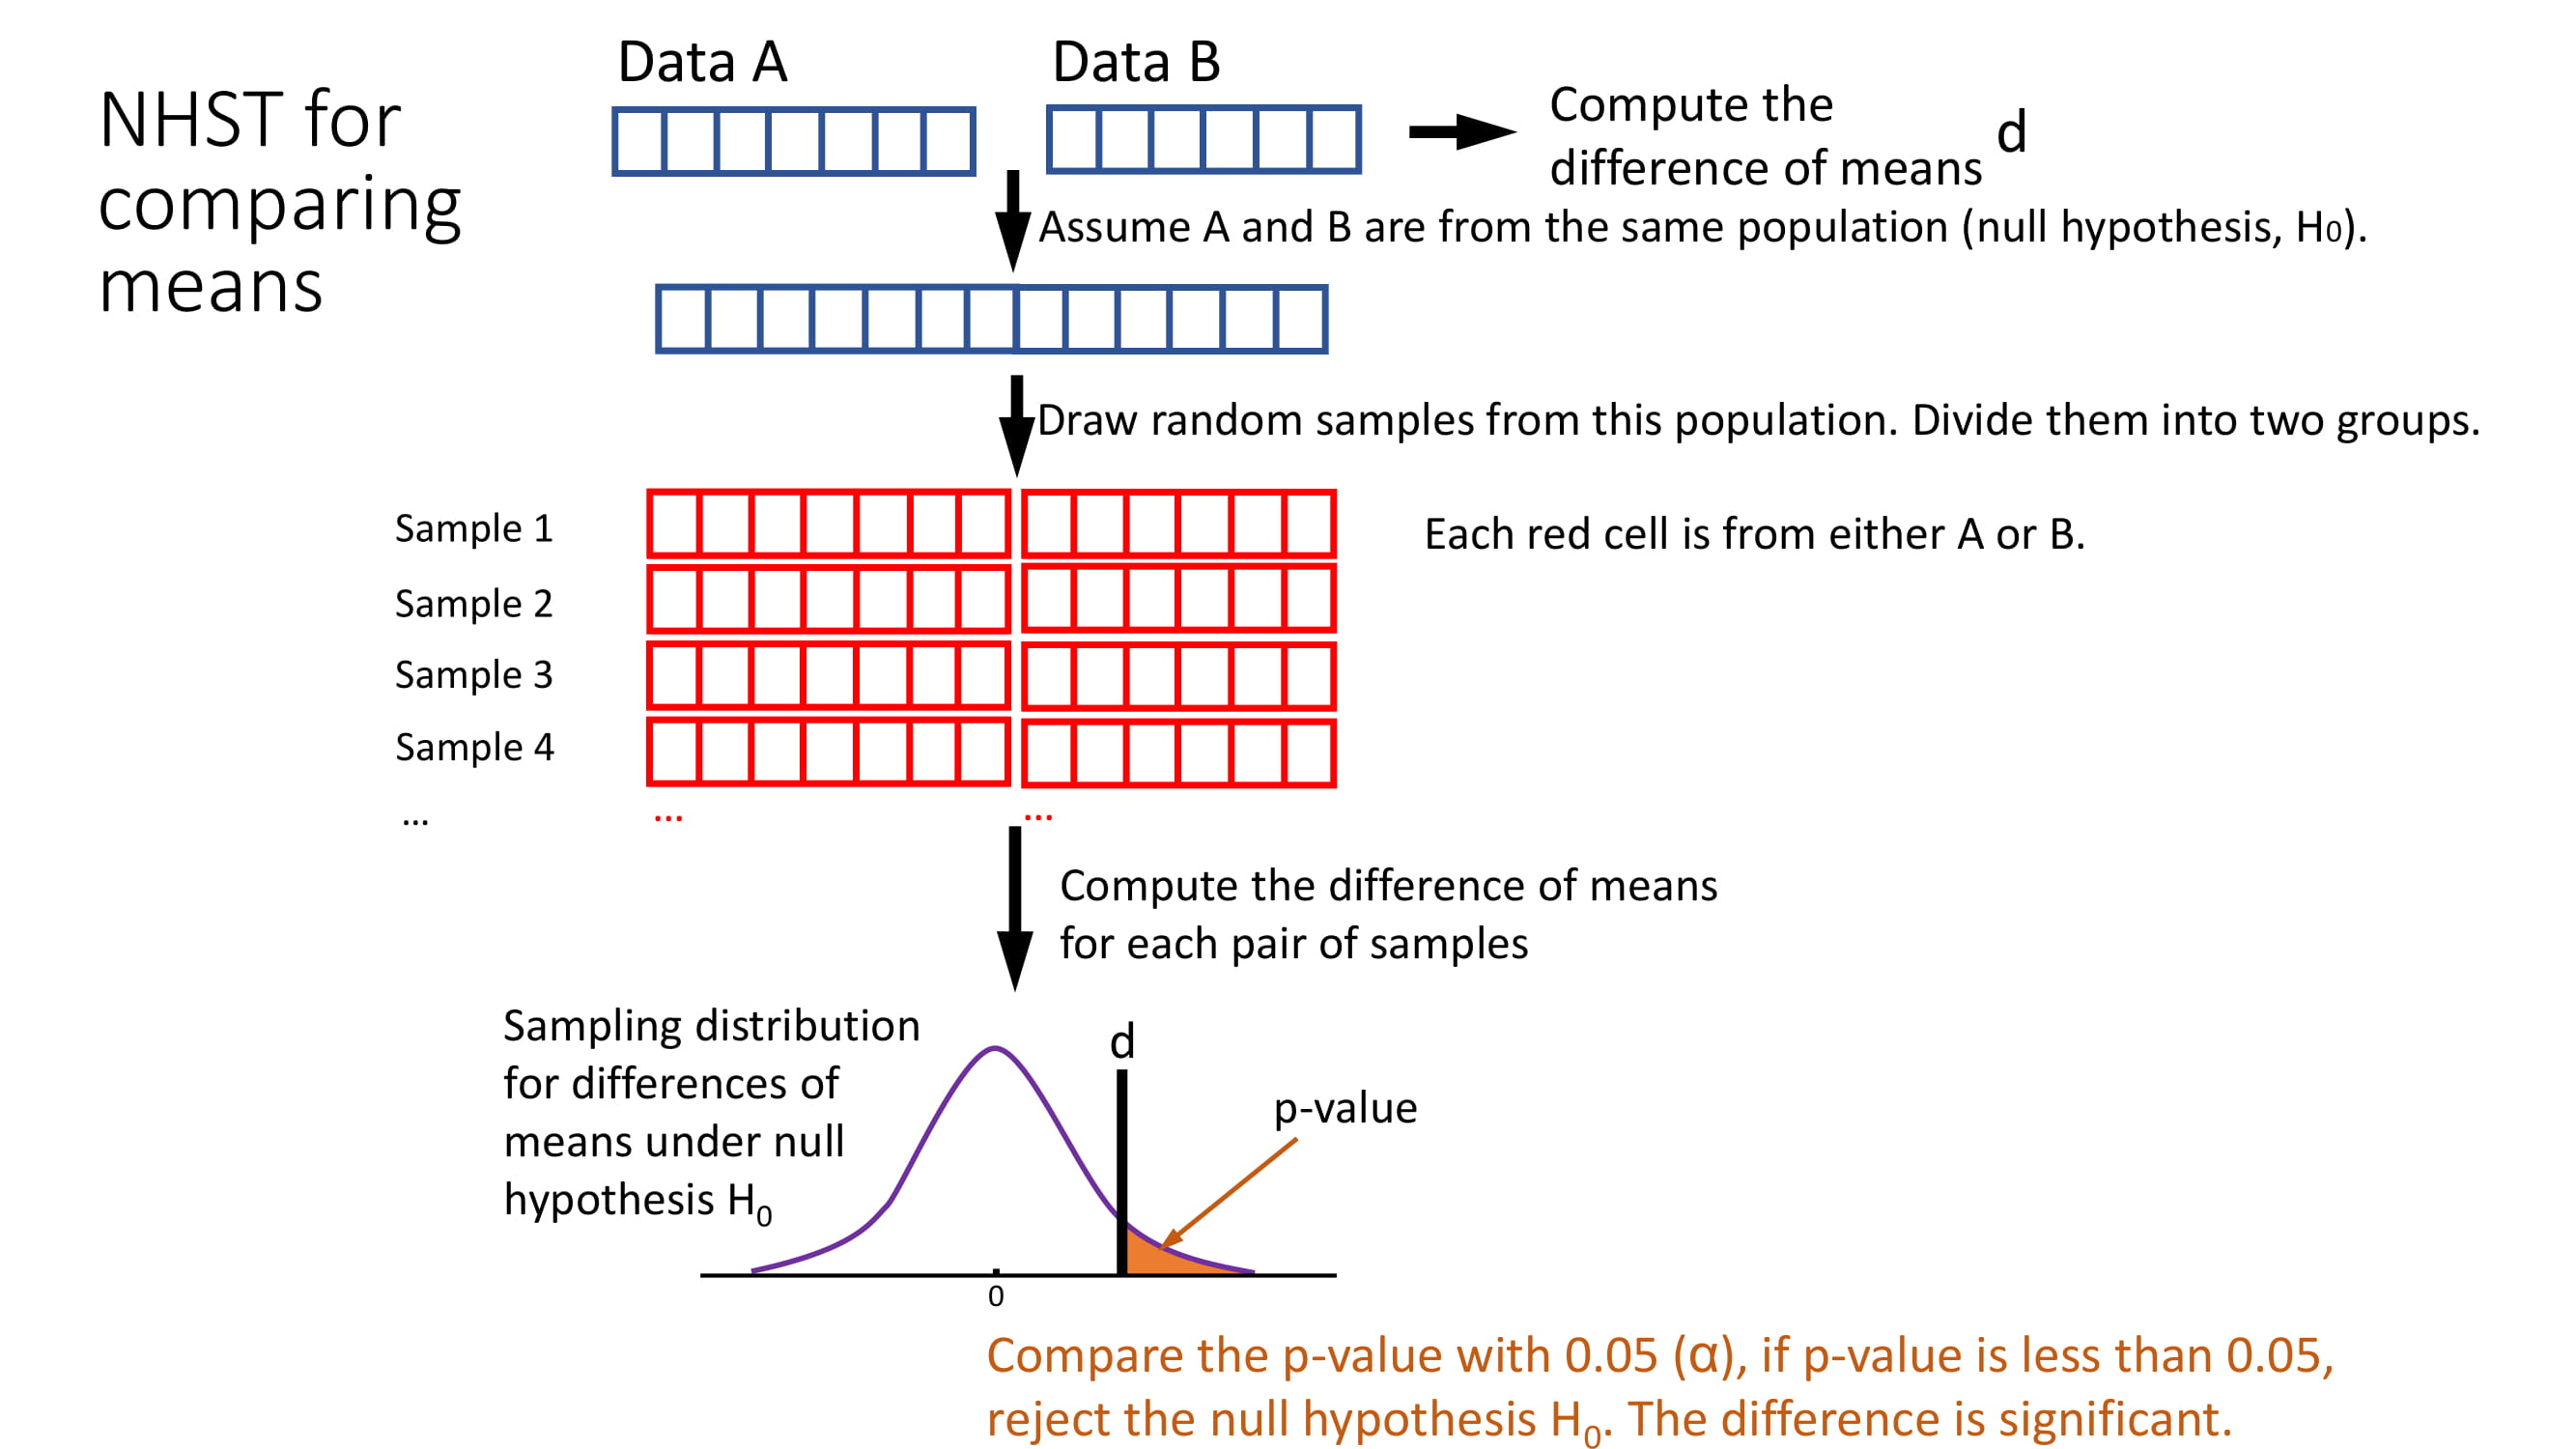 NHST for
comparing
means
Data A
Data B
Compute the
difference of means
d
Assume A and B are from the same population (null hypothesis, H0).
Draw random samples from this population. Divide them into two groups.
Sample 1
Each red cell is from either A or B.
Sample 2
Sample 3
Sample 4
...
...
...
Compute the difference of means
for each pair of samples
Sampling distribution
for differences of
means under null
hypothesis H0
d
p-value
0
Compare the p-value with 0.05 (α), if p-value is less than 0.05,
reject the null hypothesis H0. The difference is significant.